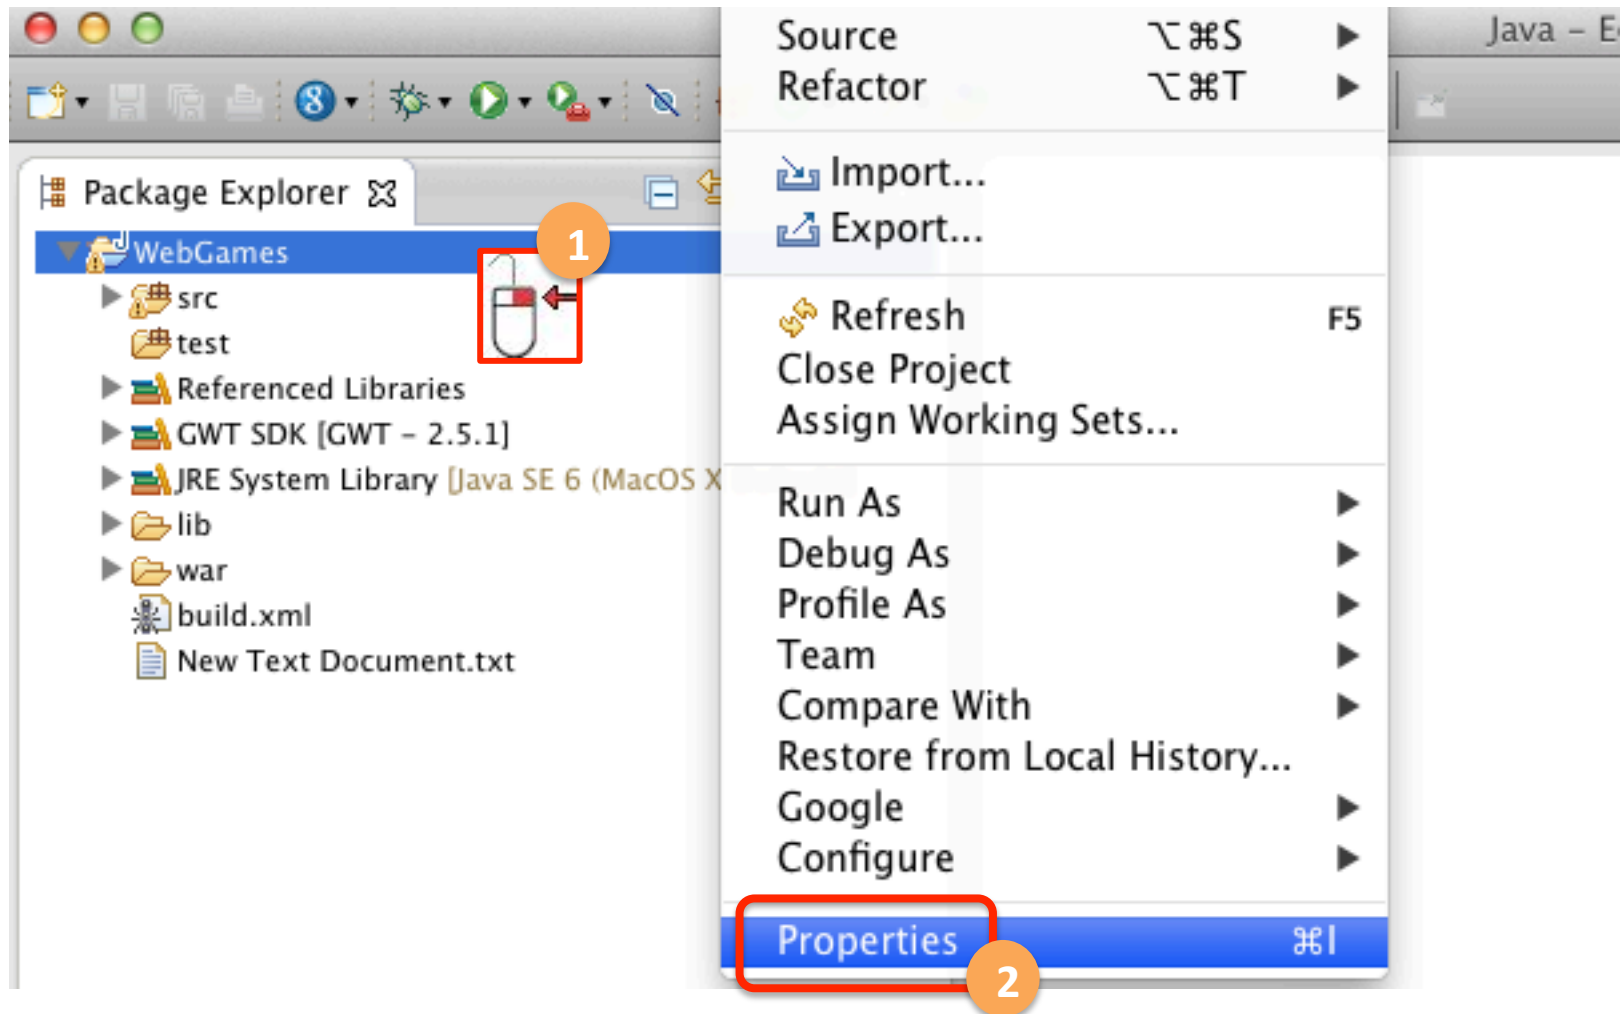 Java – E
Package Explorer
WebGames
src
test
Referenced Libraries
GWT SDK [GWT – 2.5.1]
JRE System Library [Java SE 6 (MacOS X
lib
war
build.xml
New Text Document.txt
1
Source ⌥⌘S
Refactor ⌥⌘T
Import...
Export...
Refresh F5
Close Project
Assign Working Sets...
Run As
Debug As
Profile As
Team
Compare With
Restore from Local History...
Google
Configure
Properties ⌘I
2